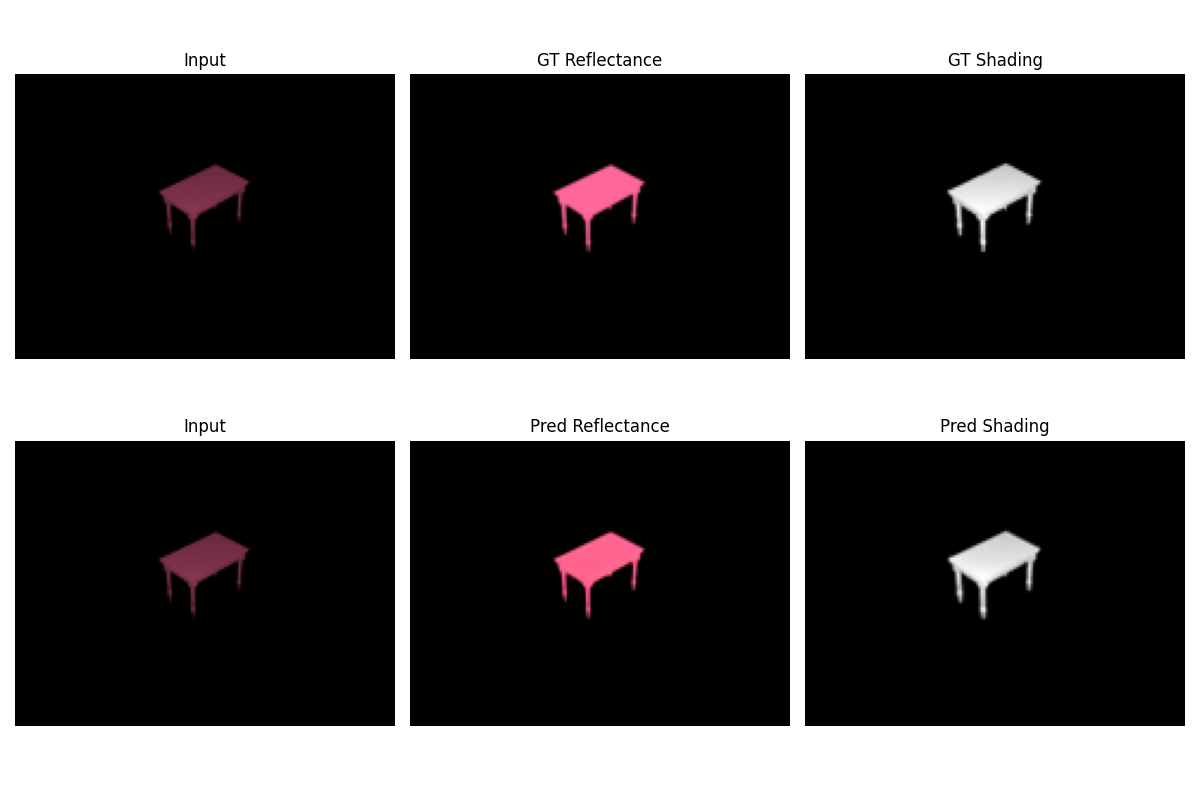 Input
GT Reflectance
GT Shading
Input
Pred Reflectance
Pred Shading